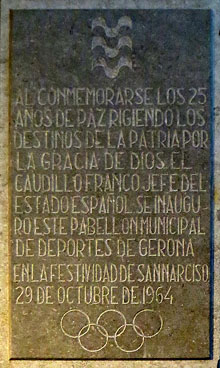 AL CONMEMORARSE LOS 25
AÑOS DE PAZ RIGIENDO LOS
DESTINOS DE LA PATRIA POR
LA GRACIA DE DIOS, EL
CAUDILLO FRANCO, JEFE DEL
ESTADO ESPAÑOL, SE INAUGU
RO ESTE PABELLON MUNICIPAL
DE DEPORTES DE GERONA
EN LA FESTIVIDAD DE SAN NARCISO,
29 DE OCTUBRE DE 1964